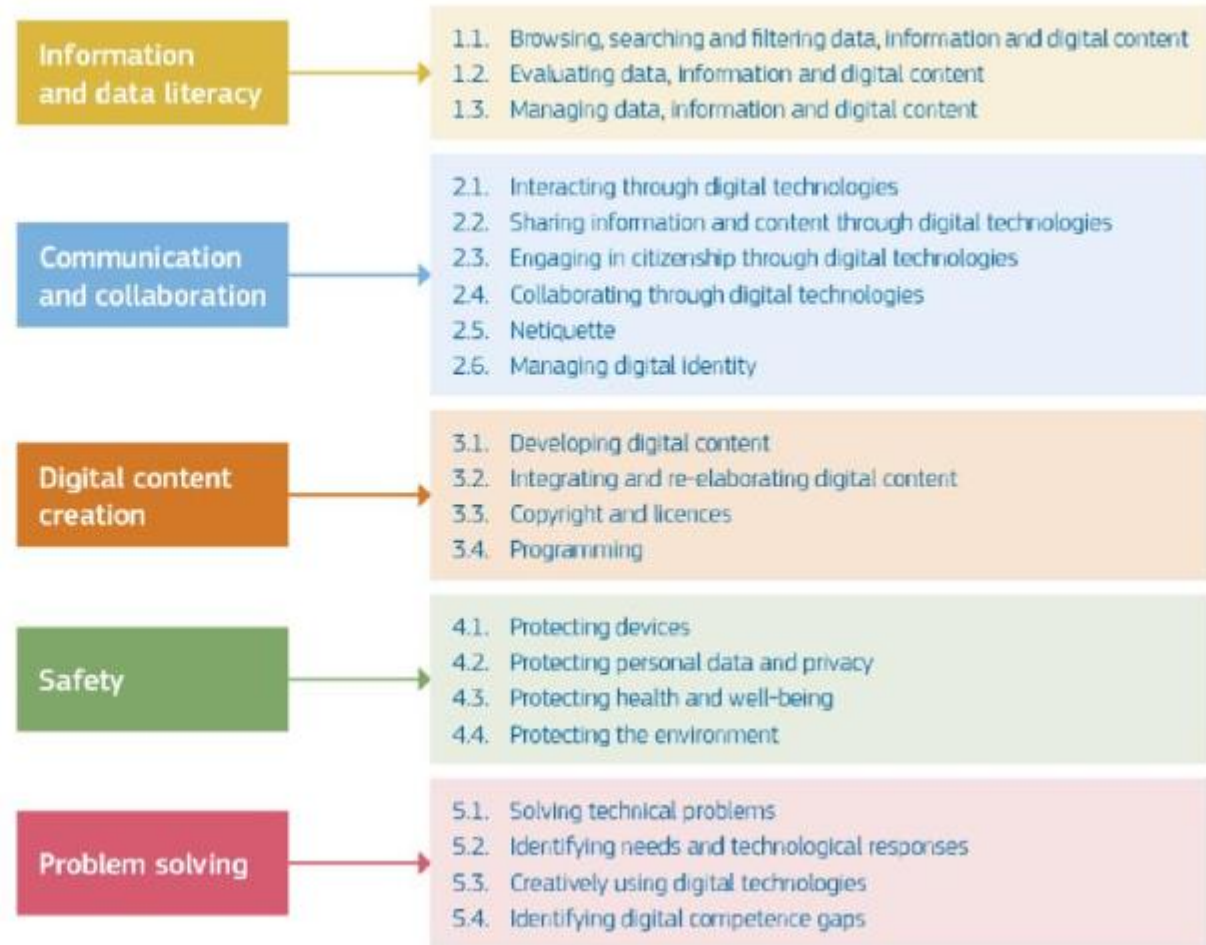 Information
and data literacy
1.1. Browsing, searching and filtering data, information and digital content
1.2. Evaluating data, information and digital content
1.3. Managing data, information and digital content
Communication
and collaboration
2.1. Interacting through digital technologies
2.2. Sharing information and content through digital technologies
2.3. Engaging in citizenship through digital technologies
2.4. Collaborating through digital technologies
2.5. Netiquette
2.6. Managing digital identity
Digital content
creation
3.1. Developing digital content
3.2. Integrating and re-elaborating digital content
3.3. Copyright and licences
3.4. Programming
Safety
4.1. Protecting devices
4.2. Protecting personal data and privacy
4.3. Protecting health and well-being
4.4. Protecting the environment
Problem solving
5.1. Solving technical problems
5.2. Identifying needs and technological responses
5.3. Creatively using digital technologies
5.4. Identifying digital competence gaps